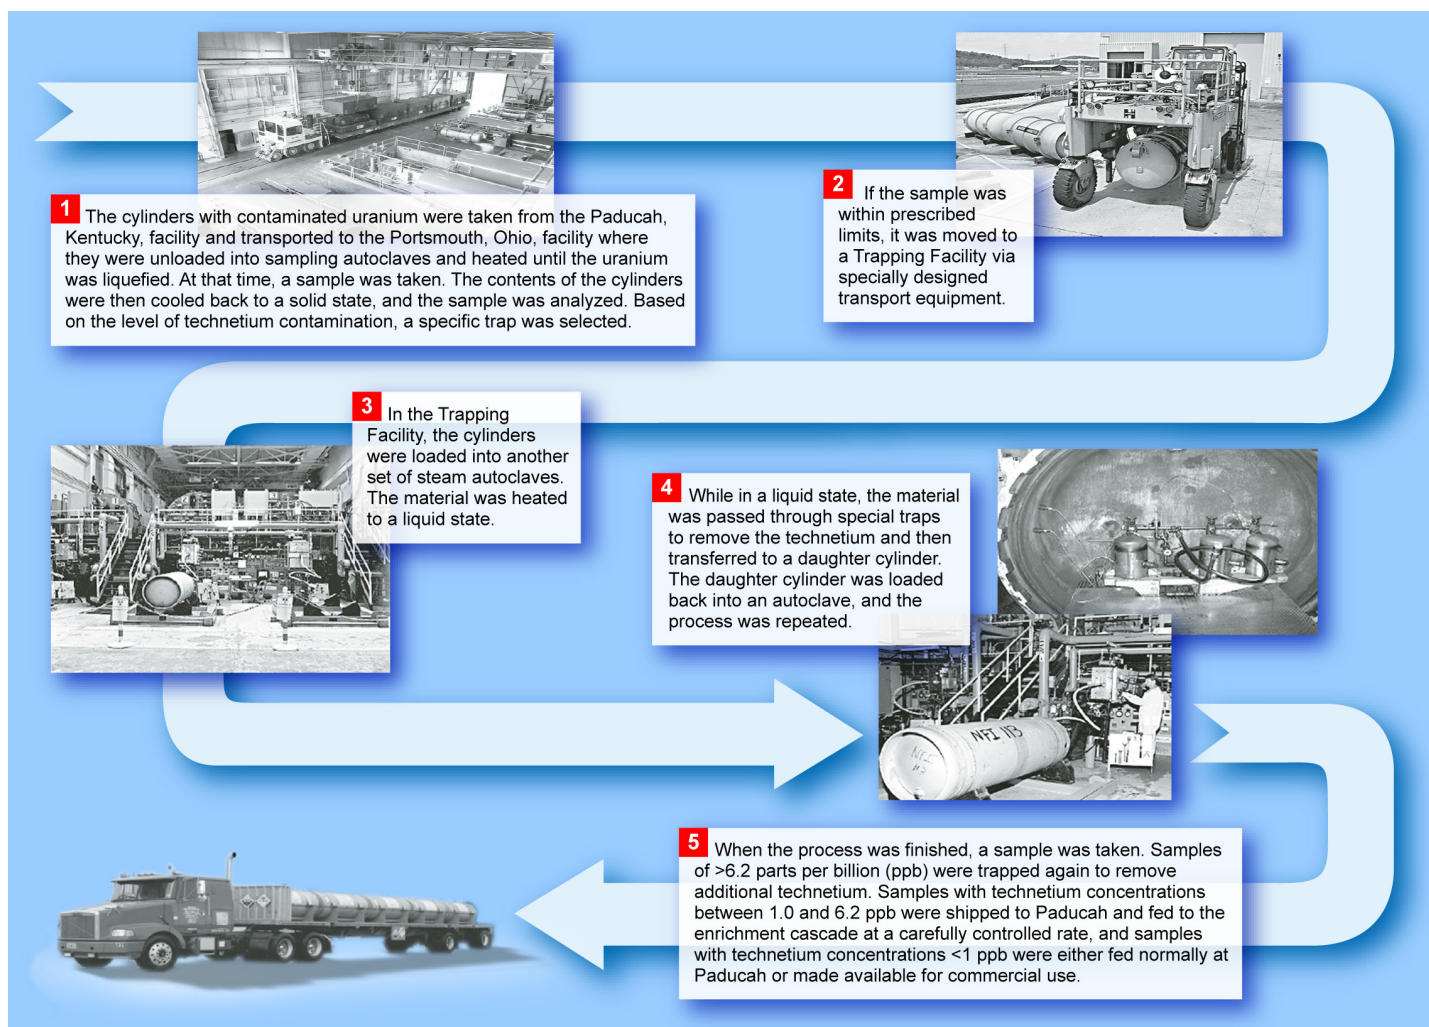 1 The cylinders with contaminated uranium were taken from the Paducah,
Kentucky, facility and transported to the Portsmouth, Ohio, facility where
they were unloaded into sampling autoclaves and heated until the uranium
was liquefied. At that time, a sample was taken. The contents of the cylinders
were then cooled back to a solid state, and the sample was analyzed. Based
on the level of technetium contamination, a specific trap was selected.
2 If the sample was
within prescribed
limits, it was moved to
a Trapping Facility via
specially designed
transport equipment.
3 In the Trapping
Facility, the cylinders
were loaded into another
set of steam autoclaves.
The material was heated
to a liquid state.
4 While in a liquid state, the material
was passed through special traps
to remove the technetium and then
transferred to a daughter cylinder.
The daughter cylinder was loaded
back into an autoclave, and the
process was repeated.
NFI 113
5 When the process was finished, a sample was taken. Samples
of >6.2 parts per billion (ppb) were trapped again to remove
additional technetium. Samples with technetium concentrations
between 1.0 and 6.2 ppb were shipped to Paducah and fed to the
enrichment cascade at a carefully controlled rate, and samples
with technetium concentrations <1 ppb were either fed normally at
Paducah or made available for commercial use.